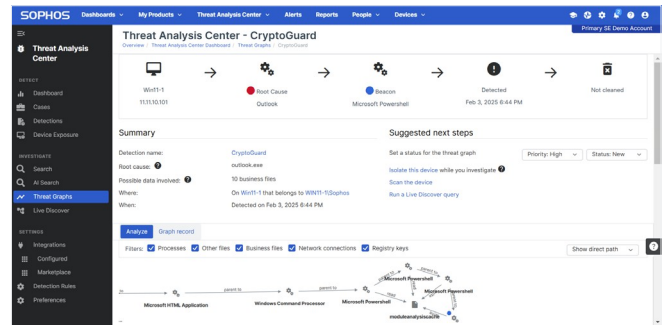 SOPHOS Dashboards My Products Threat Analysis Center Alerts Reports People Devices
Primary SE Demo Account
Threat Analysis Center
DETECT
Dashboard
Cases
Detections
Device Exposure
INVESTIGATE
Search
AI Search
Threat Graphs
Live Discover
SETTINGS
Integrations
Configured
Marketplace
Detection Rules
Preferences
Threat Analysis Center - CryptoGuard
Overview / Threat Analysis Center Dashboard / Threat Graphs / CryptoGuard
Win11-1
11.11.10.101
Root Cause
Outlook
Beacon
Microsoft Powershell
Detected
Feb 3, 2025 6:44 PM
Not cleaned
Summary
Detection name: CryptoGuard
Root cause: outlook.exe
Possible data involved: 10 business files
Where: On Win11-1 that belongs to WIN11-1\Sophos
When: Detected on Feb 3, 2025 6:44 PM
Suggested next steps
Set a status for the threat graph Priority: High Status: New
Isolate this device while you investigate
Scan the device
Run a Live Discover query
Analyze Graph record
Filters: Processes Other files Business files Network connections Registry keys Show direct path
parent to
Microsoft HTML Application
parent to
Windows Command Processor
parent to
Microsoft Powershell
Microsoft Powershell
parent to
Microsoft Powershell
moduleanalysiscache